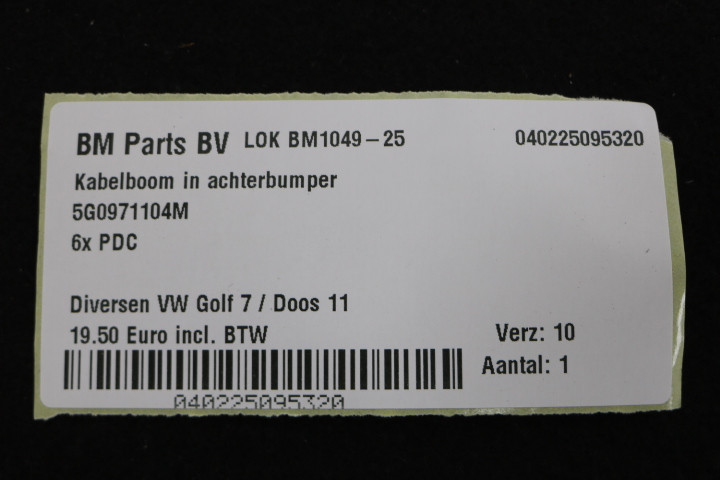 BM Parts BV LOK BM1049-25 040225095320
Kabelboom in achterbumper
5G0971104M
6x PDC
Diversen VW Golf 7 / Doos 11
19.50 Euro incl. BTW Verz: 10
Aantal: 1
040225095320